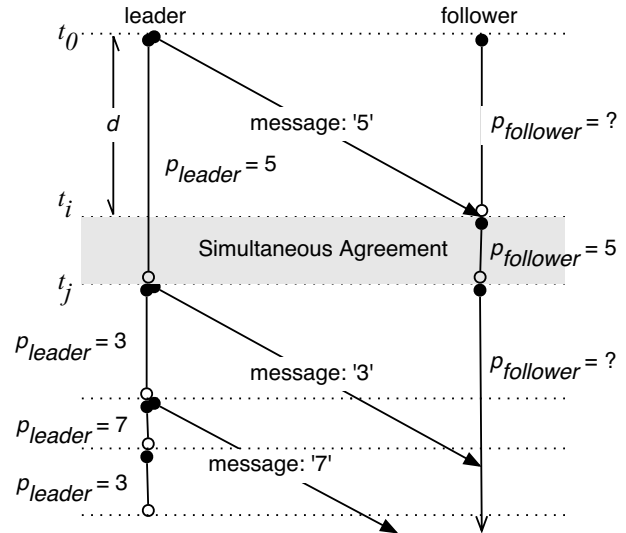 leader follower
t0
d
message: '5'
pfollower = ?
pleader = 5
ti
Simultaneous Agreement
pfollower = 5
tj
pleader = 3
message: '3'
pfollower = ?
pleader = 7
message: '7'
pleader = 3